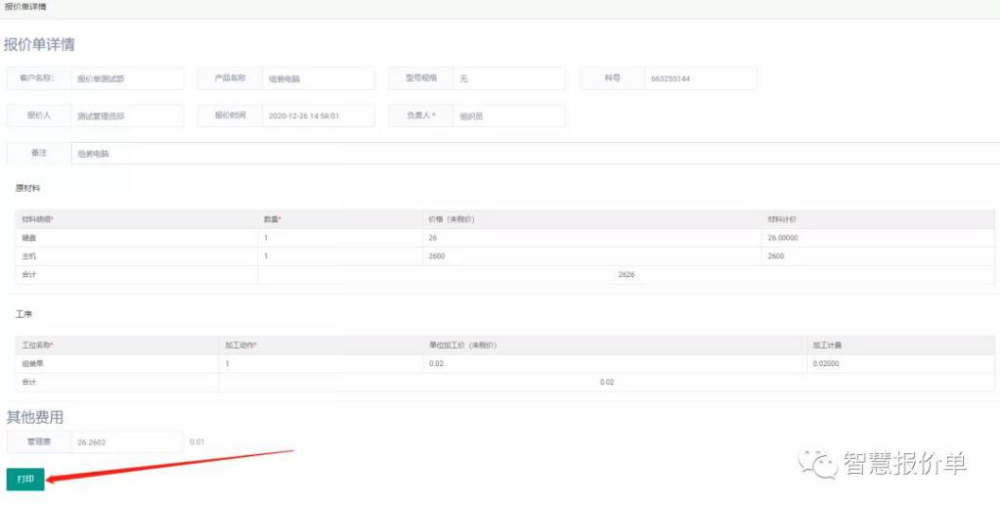 报价单详情
报价单详情
客户名称: 报价单测试部 产品名称 组装电脑 型号规格 无 料号 663255144
报价人 测试管理员邱 报价时间 2020-12-26 14:58:01 负责人* 组织员
备注 组装电脑
原材料
材料明细* 数量* 价格（未税价） 材料计价
键盘 1 26 26.00000
主机 1 2600 2600
合计 2626
工序
工位名称* 加工动作* 单位加工价（未税价） 加工计费
组装单 1 0.02 0.02000
合计 0.02
其他费用
管理费 26.2602 0.01
打印
智慧报价单